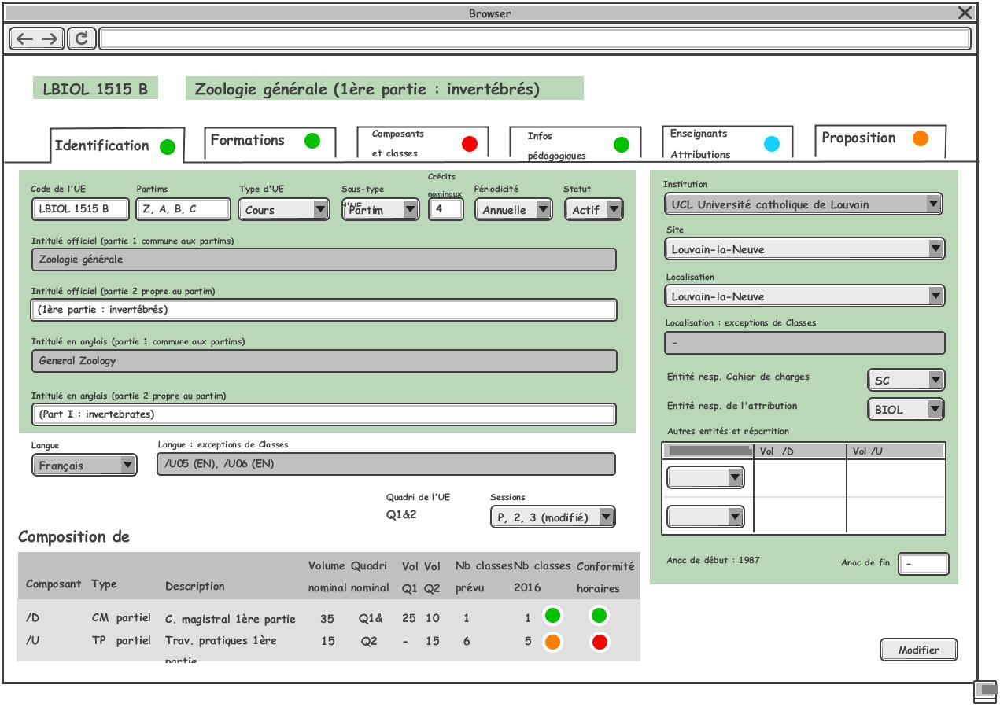 Browser
LBIOL 1515 B
Zoologie générale (1ère partie : invertébrés)
Identification
Formations
Composants
et classes
Infos
pédagogiques
Enseignants
Attributions
Proposition
Code de l'UE
Partims
Type d'UE
Sous-type
d'UE
Crédits
nominaux
Périodicité
Statut
LBIOL 1515 B
Z, A, B, C
Cours
Partim
4
Annuelle
Actif
Intitulé officiel (partie 1 commune aux partims)
Zoologie générale
Intitulé officiel (partie 2 propre au partim)
(1ère partie : invertébrés)
Intitulé en anglais (partie 1 commune aux partims)
General Zoology
Intitulé en anglais (partie 2 propre au partim)
(Part I : invertebrates)
Langue
Langue : exceptions de Classes
Français
/U05 (EN), /U06 (EN)
Quadri de l'UE
Sessions
Q1&2
P, 2, 3 (modifié)
Institution
UCL Université catholique de Louvain
Site
Louvain-la-Neuve
Localisation
Louvain-la-Neuve
Localisation : exceptions de Classes
-
Entité resp. Cahier de charges
SC
Entité resp. de l'attribution
BIOL
Autres entités et répartition
Vol /D
Vol /U
Anac de début : 1987
Anac de fin
-
Composition de
Composant Type Description Volume nominal Quadri nominal Vol Q1 Vol Q2 Nb classes prévu Nb classes 2016 Conformité horaires
/D CM partiel C. magistral 1ère partie 35 Q1& 25 10 1 1
/U TP partiel Trav. pratiques 1ère 15 Q2 - 15 6 5
partie
Modifier